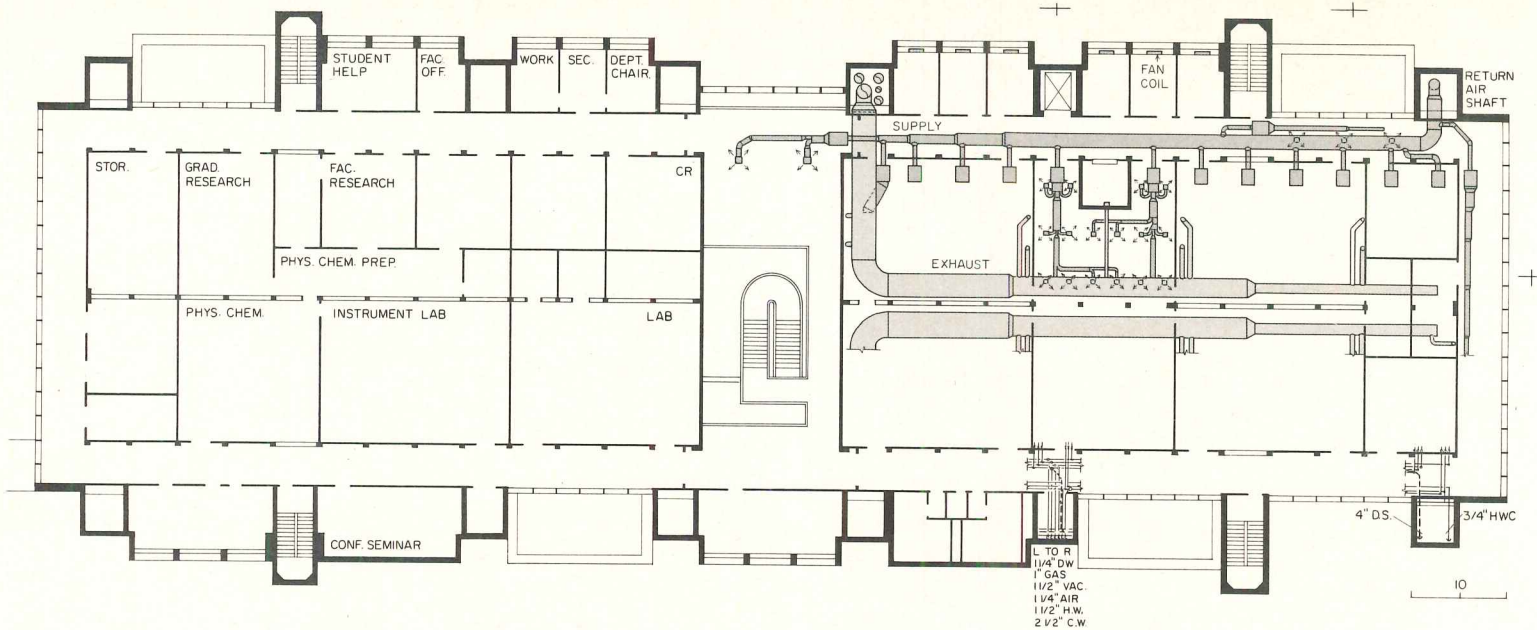 STUDENT
HELP
FAC.
OFF.
WORK
SEC.
DEPT.
CHAIR.
FAN
COIL
RETURN
AIR
SHAFT
SUPPLY
STOR.
GRAD.
RESEARCH
FAC.
RESEARCH
CR
PHYS. CHEM. PREP.
EXHAUST
PHYS. CHEM.
INSTRUMENT LAB
LAB
CONF. SEMINAR
4" D.S.
3/4" HWC
L TO R
1 1/4" DW
1" GAS
1 1/2" VAC.
1 1/4" AIR
1 1/2" H.W.
2 1/2" C.W.
10